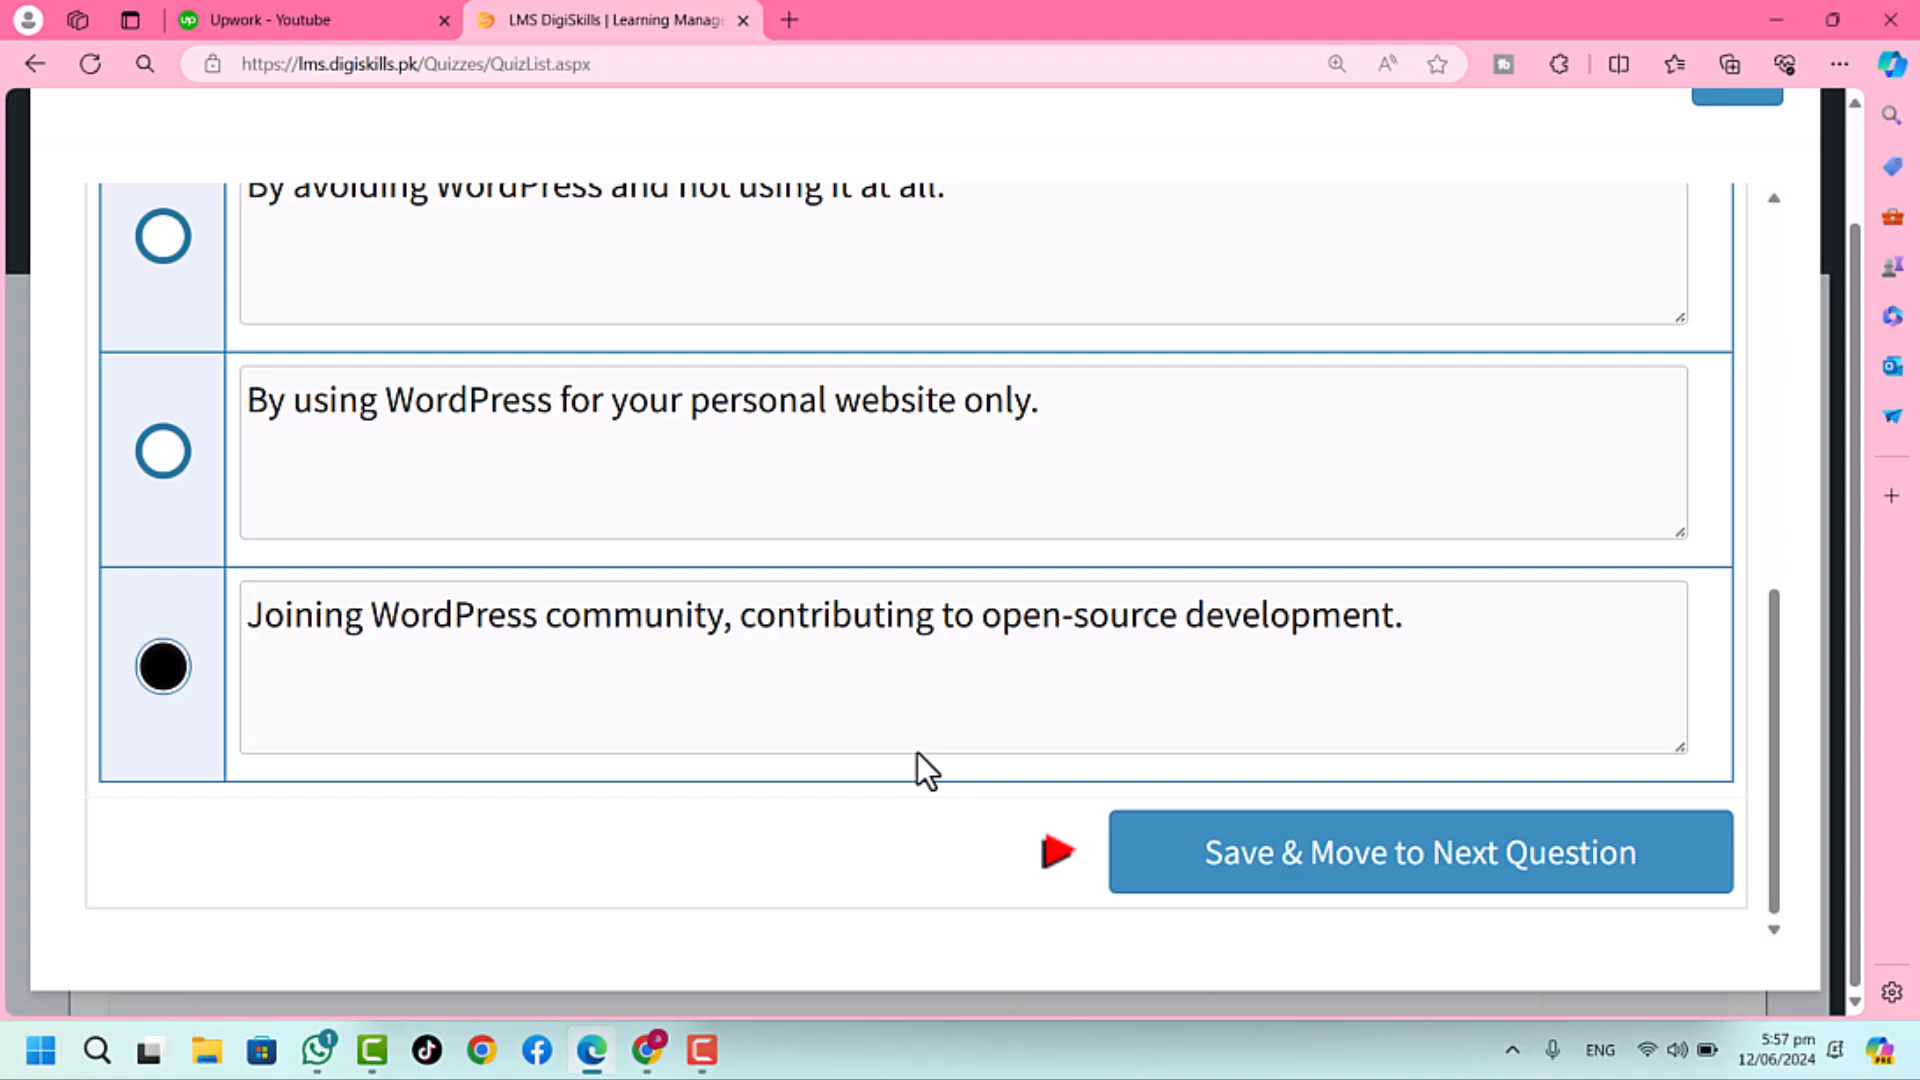 Upwork - Youtube
LMS DigiSkills | Learning Manage
https://lms.digiskills.pk/Quizzes/QuizList.aspx
By avoiding WordPress and not using it at all.
By using WordPress for your personal website only.
Joining WordPress community, contributing to open-source development.
Save & Move to Next Question
ENG
5:57 pm
12/06/2024